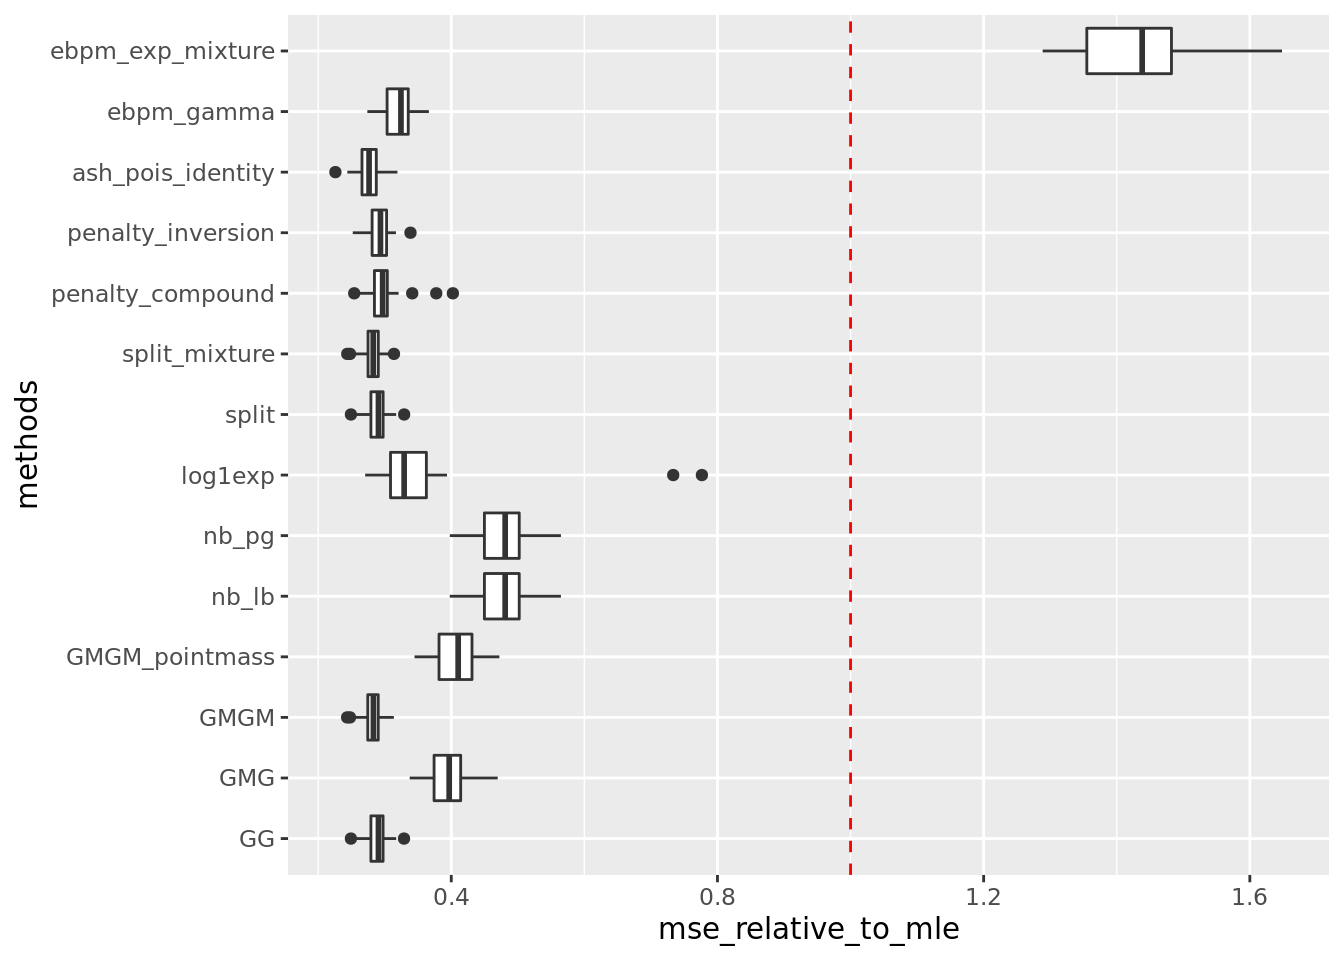 methods
ebpm_exp_mixture
ebpm_gamma
ash_pois_identity
penalty_inversion
penalty_compound
split_mixture
split
log1exp
nb_pg
nb_lb
GMGM_pointmass
GMGM
GMG
GG
0.4 0.8 1.2 1.6
mse_relative_to_mle